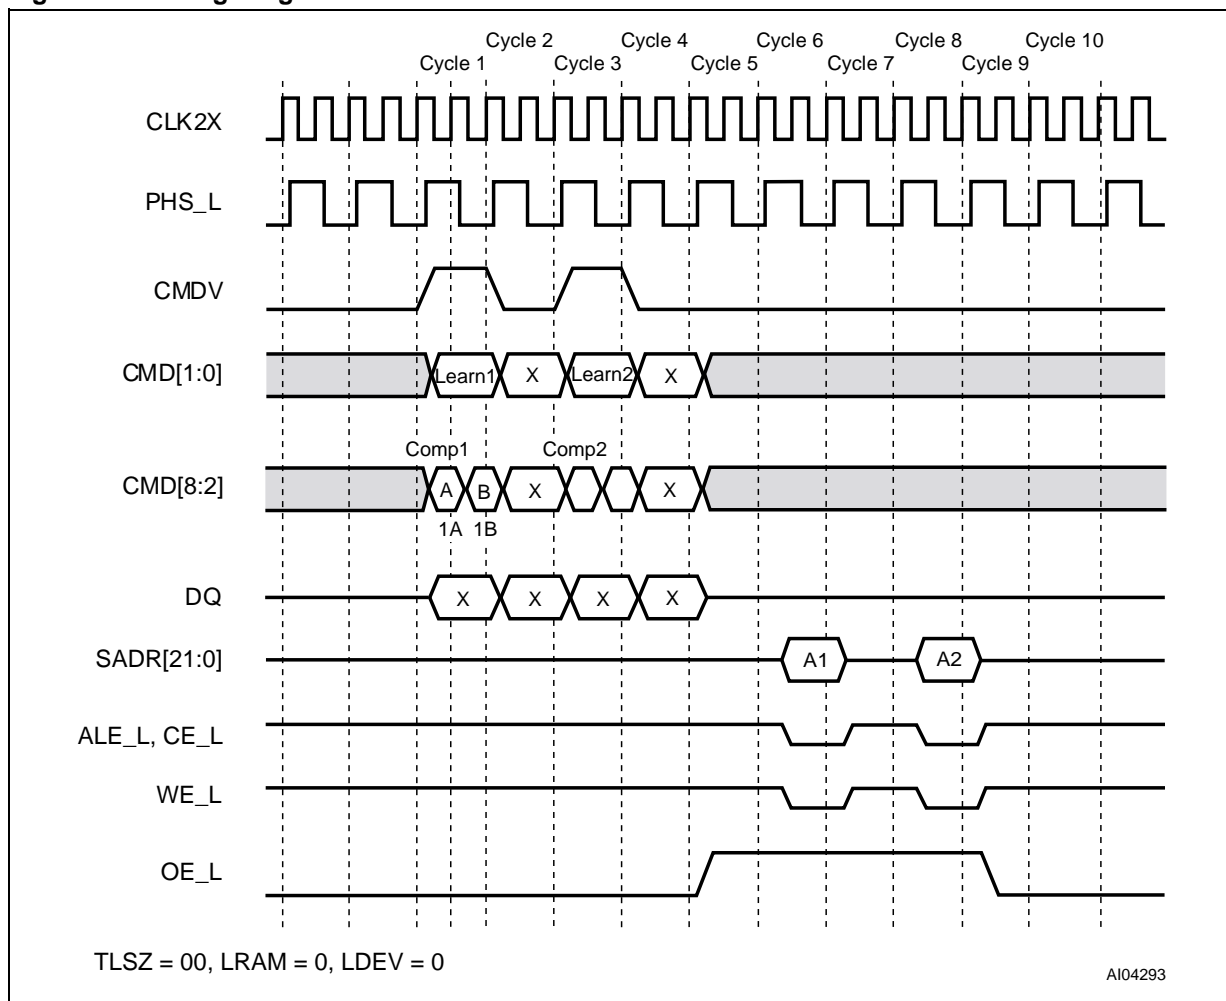 Cycle 2 Cycle 4 Cycle 6 Cycle 8 Cycle 10
Cycle 1 Cycle 3 Cycle 5 Cycle 7 Cycle 9
CLK2X
PHS_L
CMDV
CMD[1:0] Learn1 X Learn2 X
Comp1 Comp2
CMD[8:2] A B X X
1A 1B
DQ X X X X
SADR[21:0] A1 A2
ALE_L, CE_L
WE_L
OE_L
TLSZ = 00, LRAM = 0, LDEV = 0
AI04293